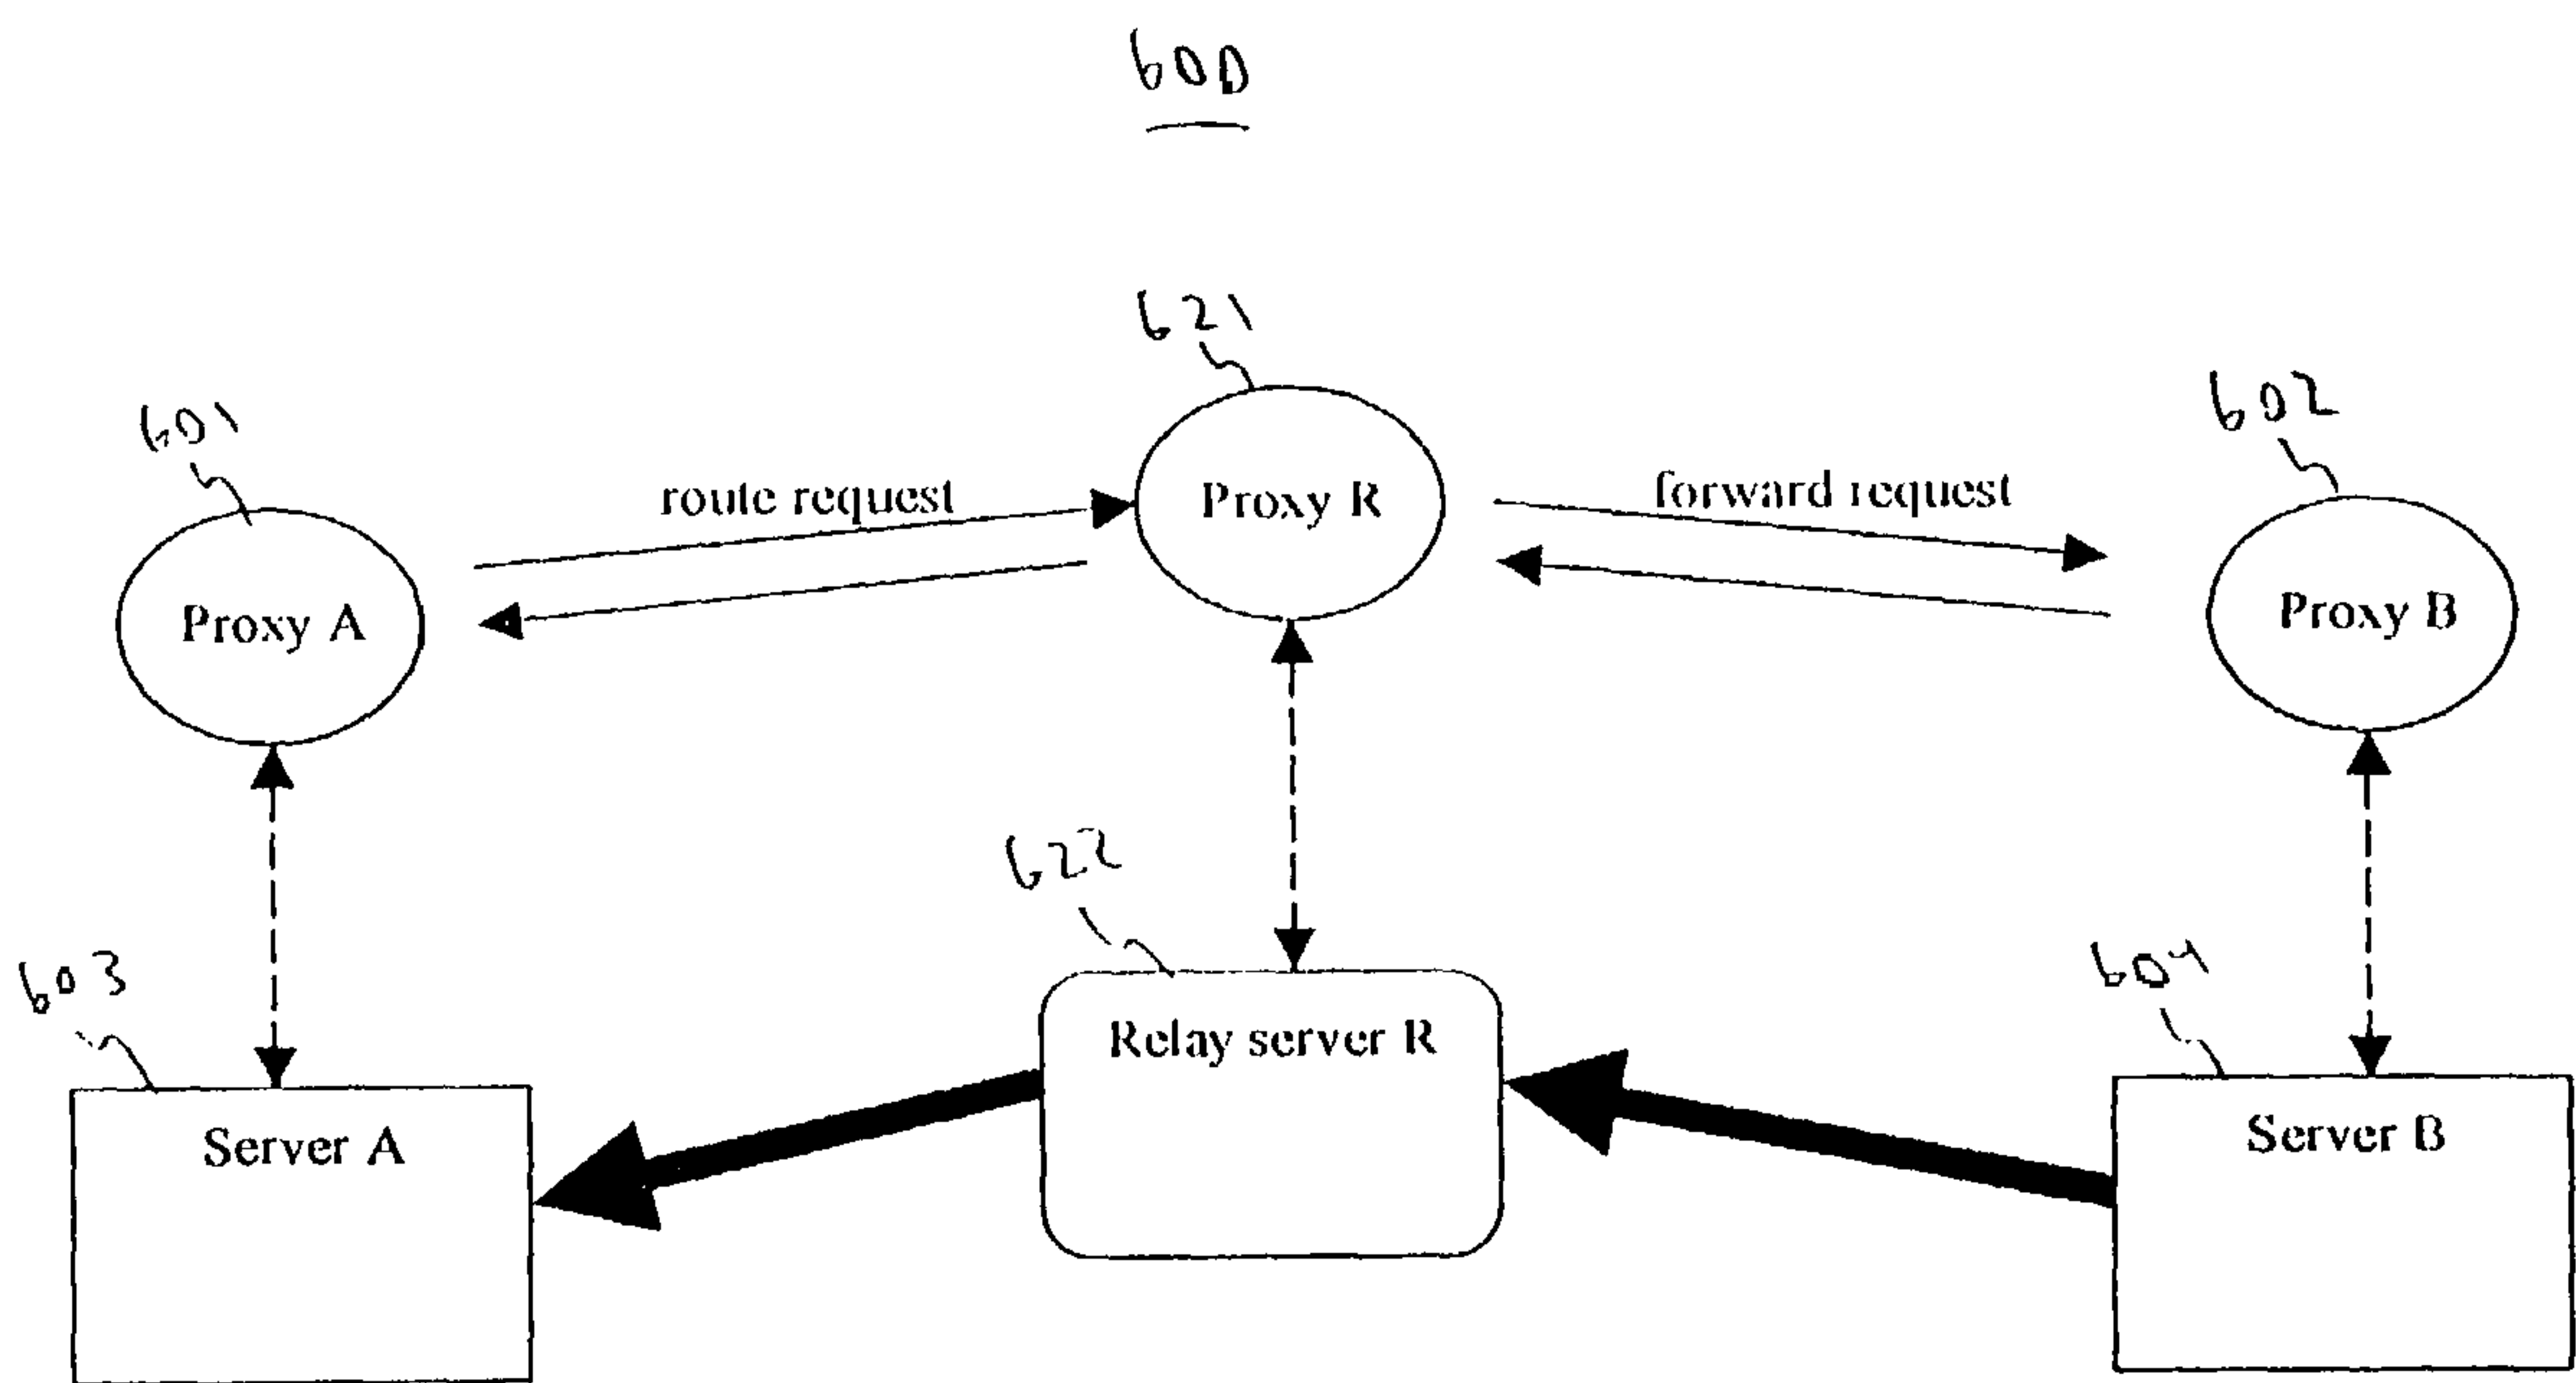 600
621
601
602
route request
Proxy R
forward request
Proxy A
Proxy B
622
603
604
Relay server R
Server A
Server B